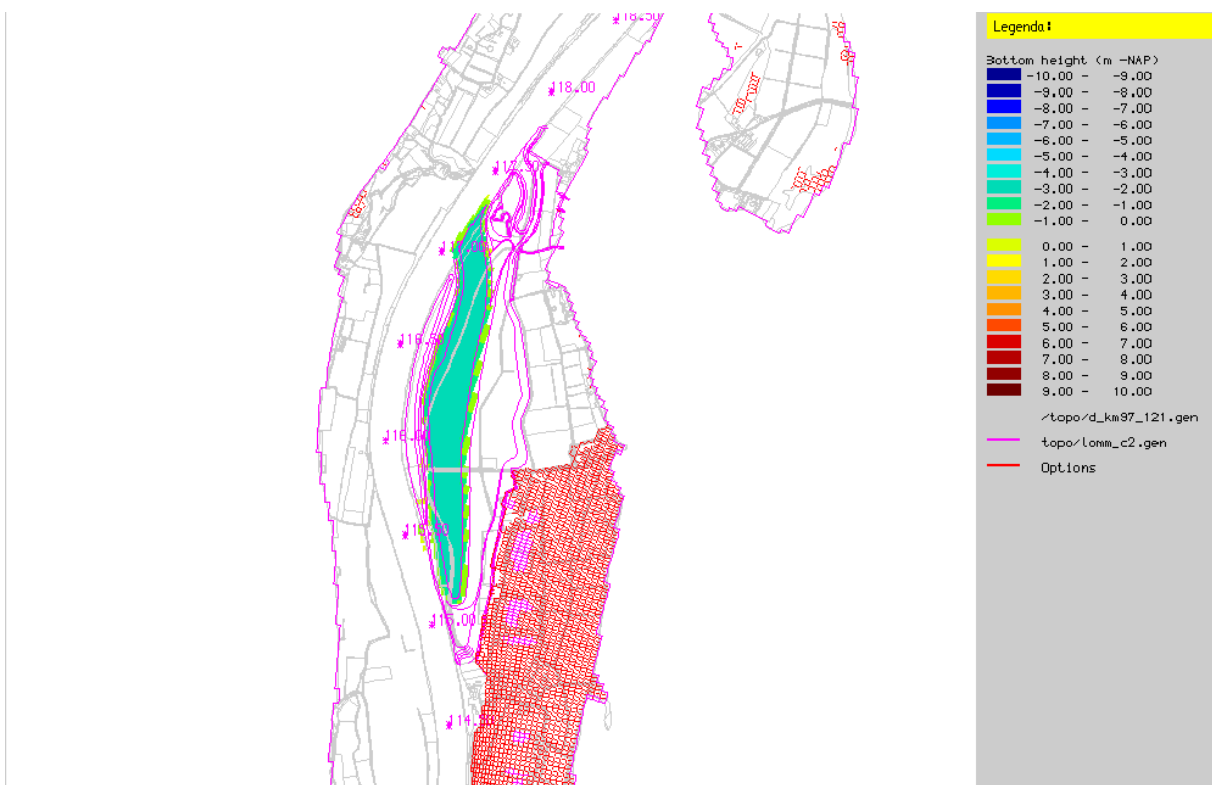 118.50
118.00
117.50
117.00
116.50
116.00
115.50
115.00
114.50
Legenda:
Bottom height (m -NAP)
-10.00 - -9.00
-9.00 - -8.00
-8.00 - -7.00
-7.00 - -6.00
-6.00 - -5.00
-5.00 - -4.00
-4.00 - -3.00
-3.00 - -2.00
-2.00 - -1.00
-1.00 - 0.00
0.00 - 1.00
1.00 - 2.00
2.00 - 3.00
3.00 - 4.00
4.00 - 5.00
5.00 - 6.00
6.00 - 7.00
7.00 - 8.00
8.00 - 9.00
9.00 - 10.00
/topo/d_km97_121.gen
topo/lomm_c2.gen
Options